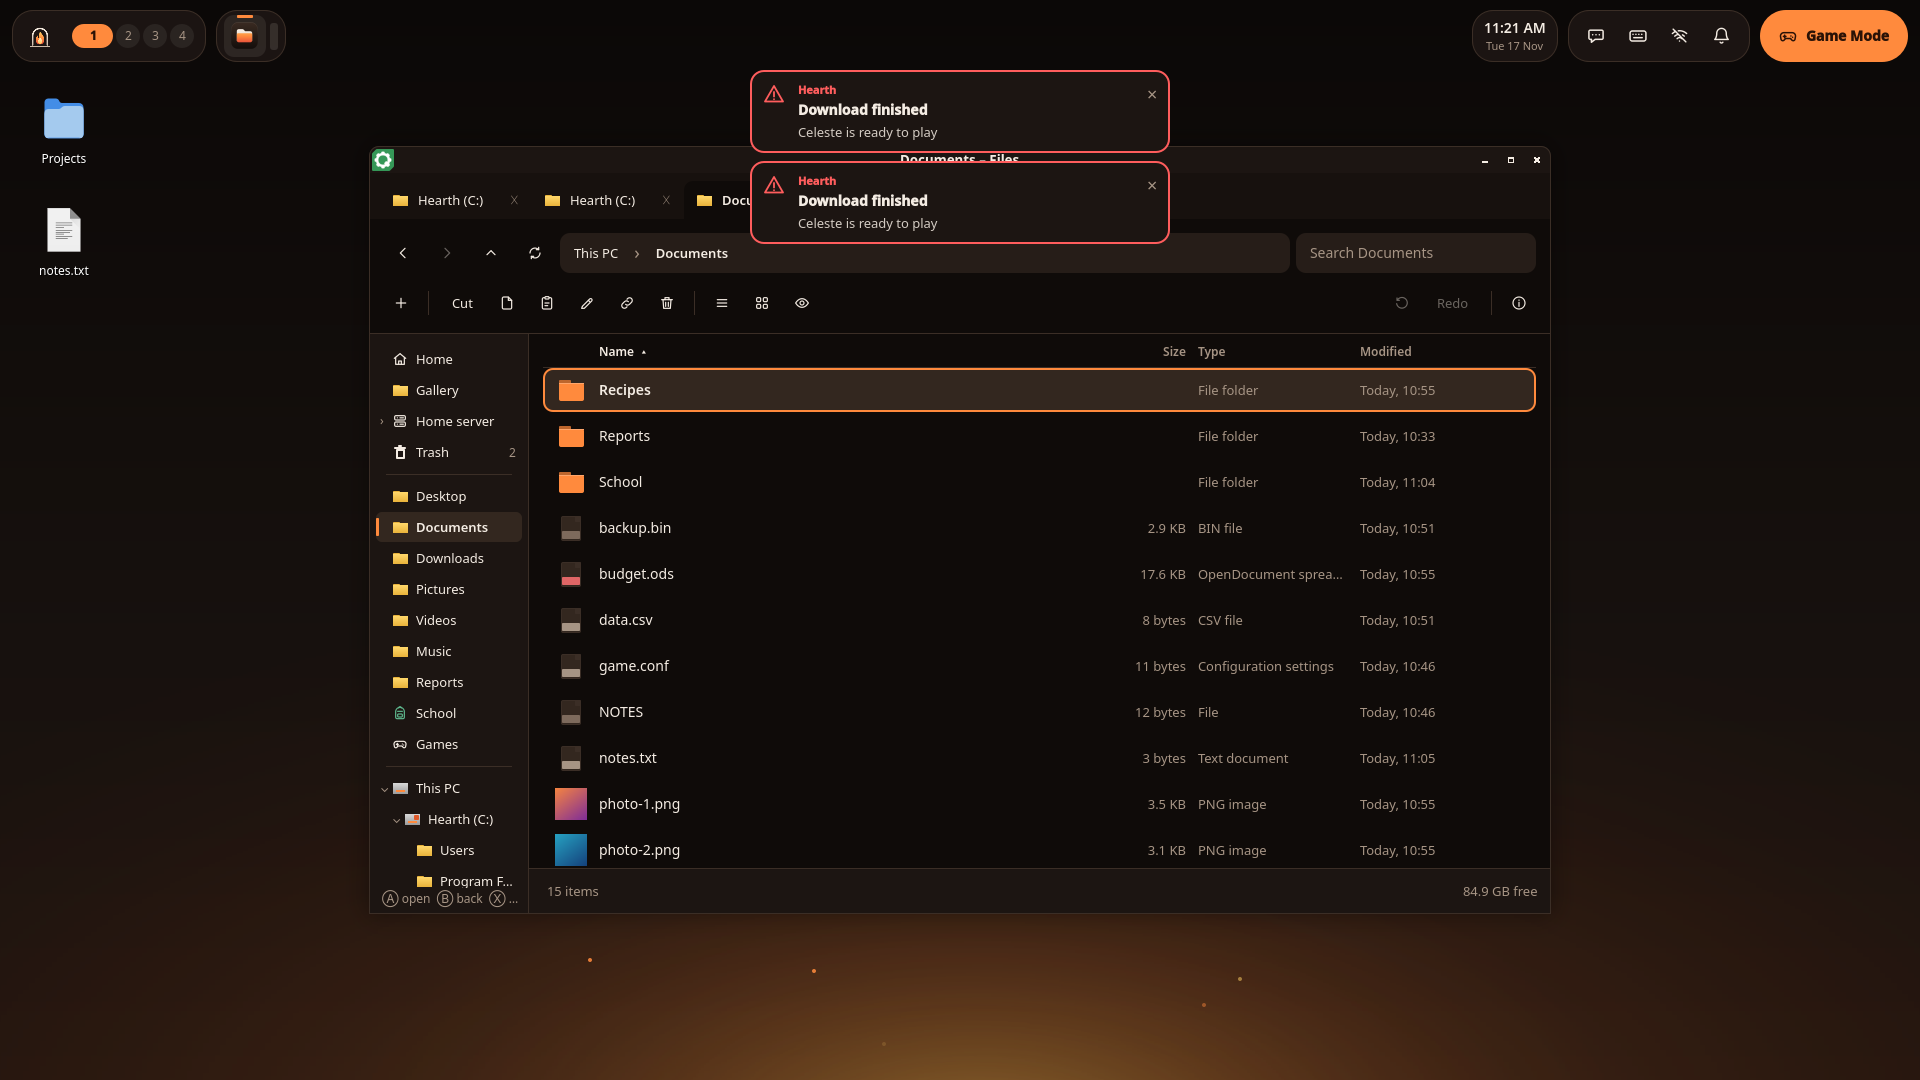 1 2 3 4
11:21 AM
Tue 17 Nov
Game Mode
Projects
notes.txt
Hearth
Download finished
Celeste is ready to play
Documents – Files
Hearth
Download finished
Celeste is ready to play
Hearth (C:) X Hearth (C:) X Docu
This PC › Documents
Search Documents
Cut
Redo
Home
Gallery
Home server
Trash 2
Desktop
Documents
Downloads
Pictures
Videos
Music
Reports
School
Games
This PC
Hearth (C:)
Users
Program F...
A open B back X ...
Name Size Type Modified
Recipes File folder Today, 10:55
Reports File folder Today, 10:33
School File folder Today, 11:04
backup.bin 2.9 KB BIN file Today, 10:51
budget.ods 17.6 KB OpenDocument sprea... Today, 10:55
data.csv 8 bytes CSV file Today, 10:51
game.conf 11 bytes Configuration settings Today, 10:46
NOTES 12 bytes File Today, 10:46
notes.txt 3 bytes Text document Today, 11:05
photo-1.png 3.5 KB PNG image Today, 10:55
photo-2.png 3.1 KB PNG image Today, 10:55
15 items 84.9 GB free